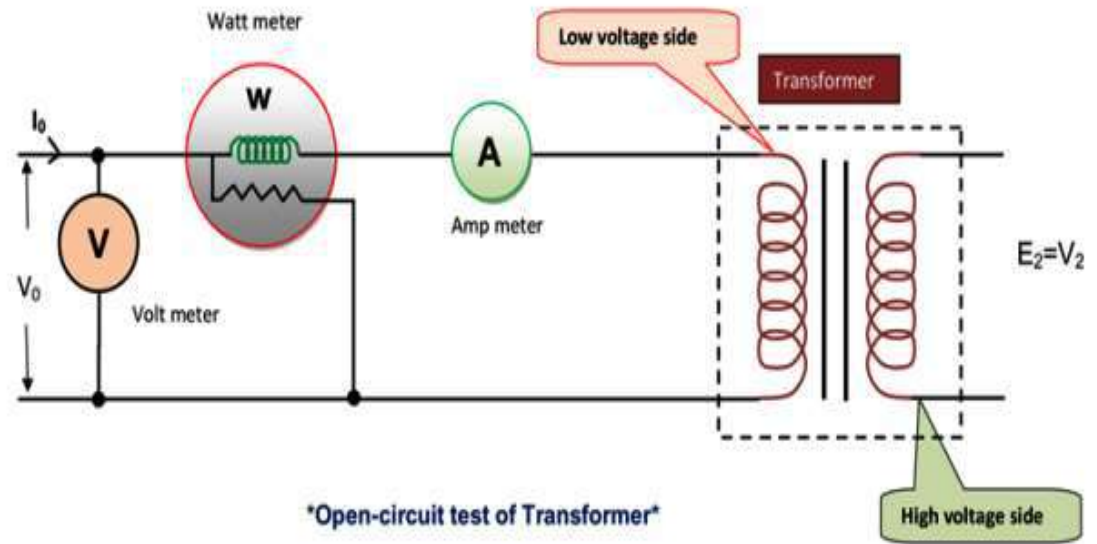 Watt meter
Low voltage side
Transformer
W
I₀
A
Amp meter
V
V₀
Volt meter
E₂=V₂
*Open-circuit test of Transformer*
High voltage side